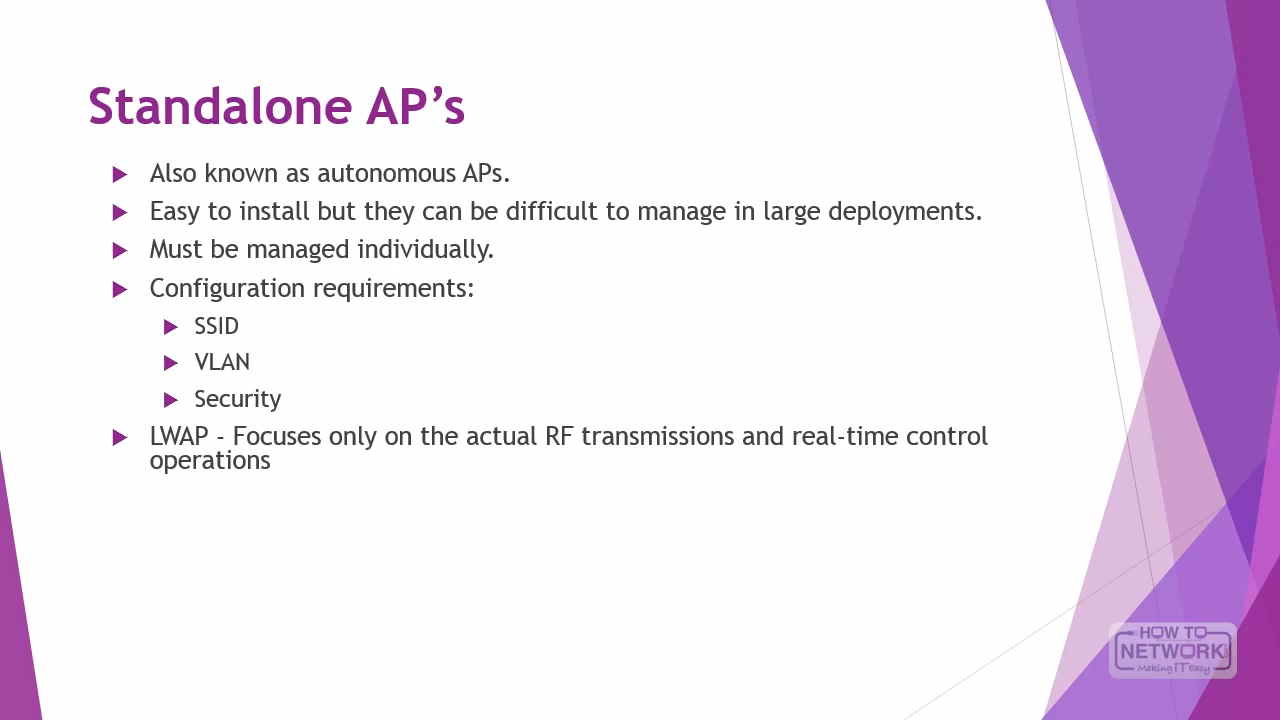 Standalone AP’s
Also known as autonomous APs.
Easy to install but they can be difficult to manage in large deployments.
Must be managed individually.
Configuration requirements:
SSID
VLAN
Security
LWAP - Focuses only on the actual RF transmissions and real-time control
operations
HOW TO
NETWORK
Making IT Easy